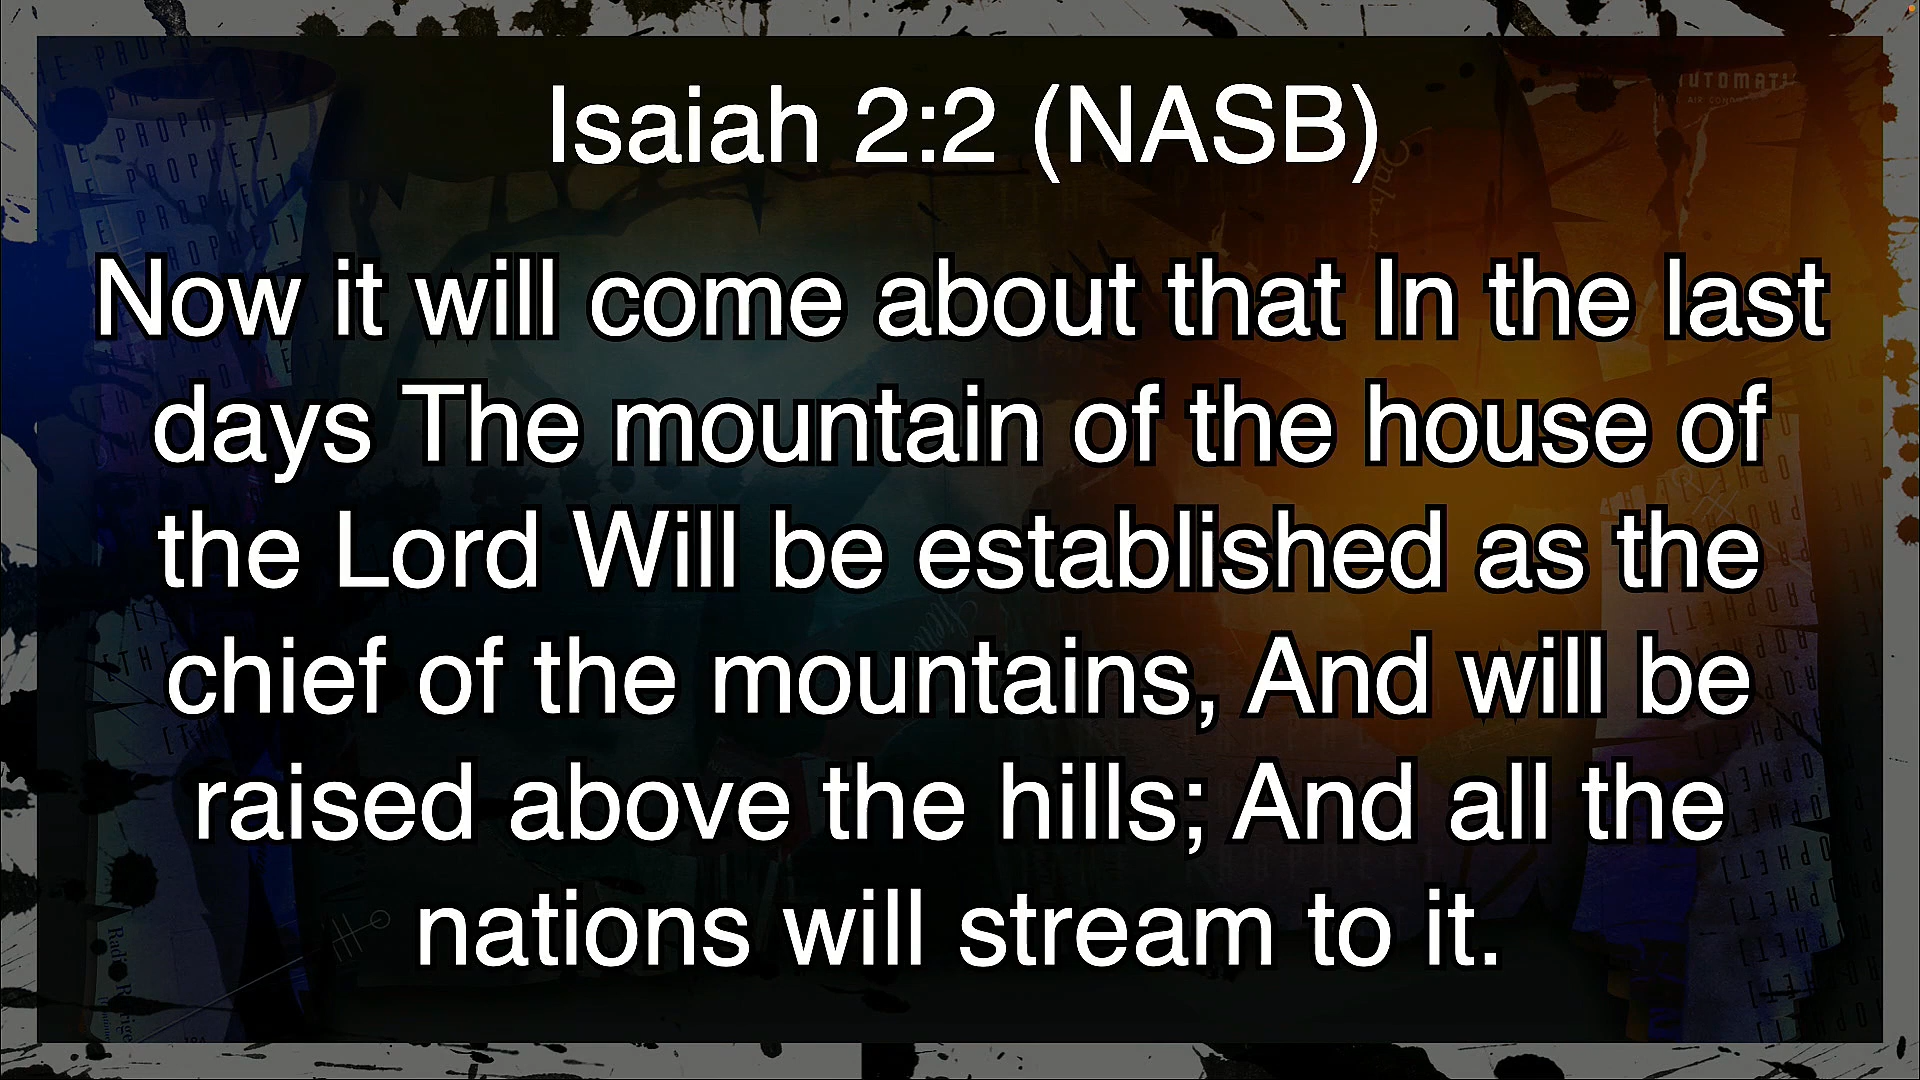 Isaiah 2:2 (NASB)
Now it will come about that In the last
days The mountain of the house of
the Lord Will be established as the
chief of the mountains, And will be
raised above the hills; And all the
nations will stream to it.